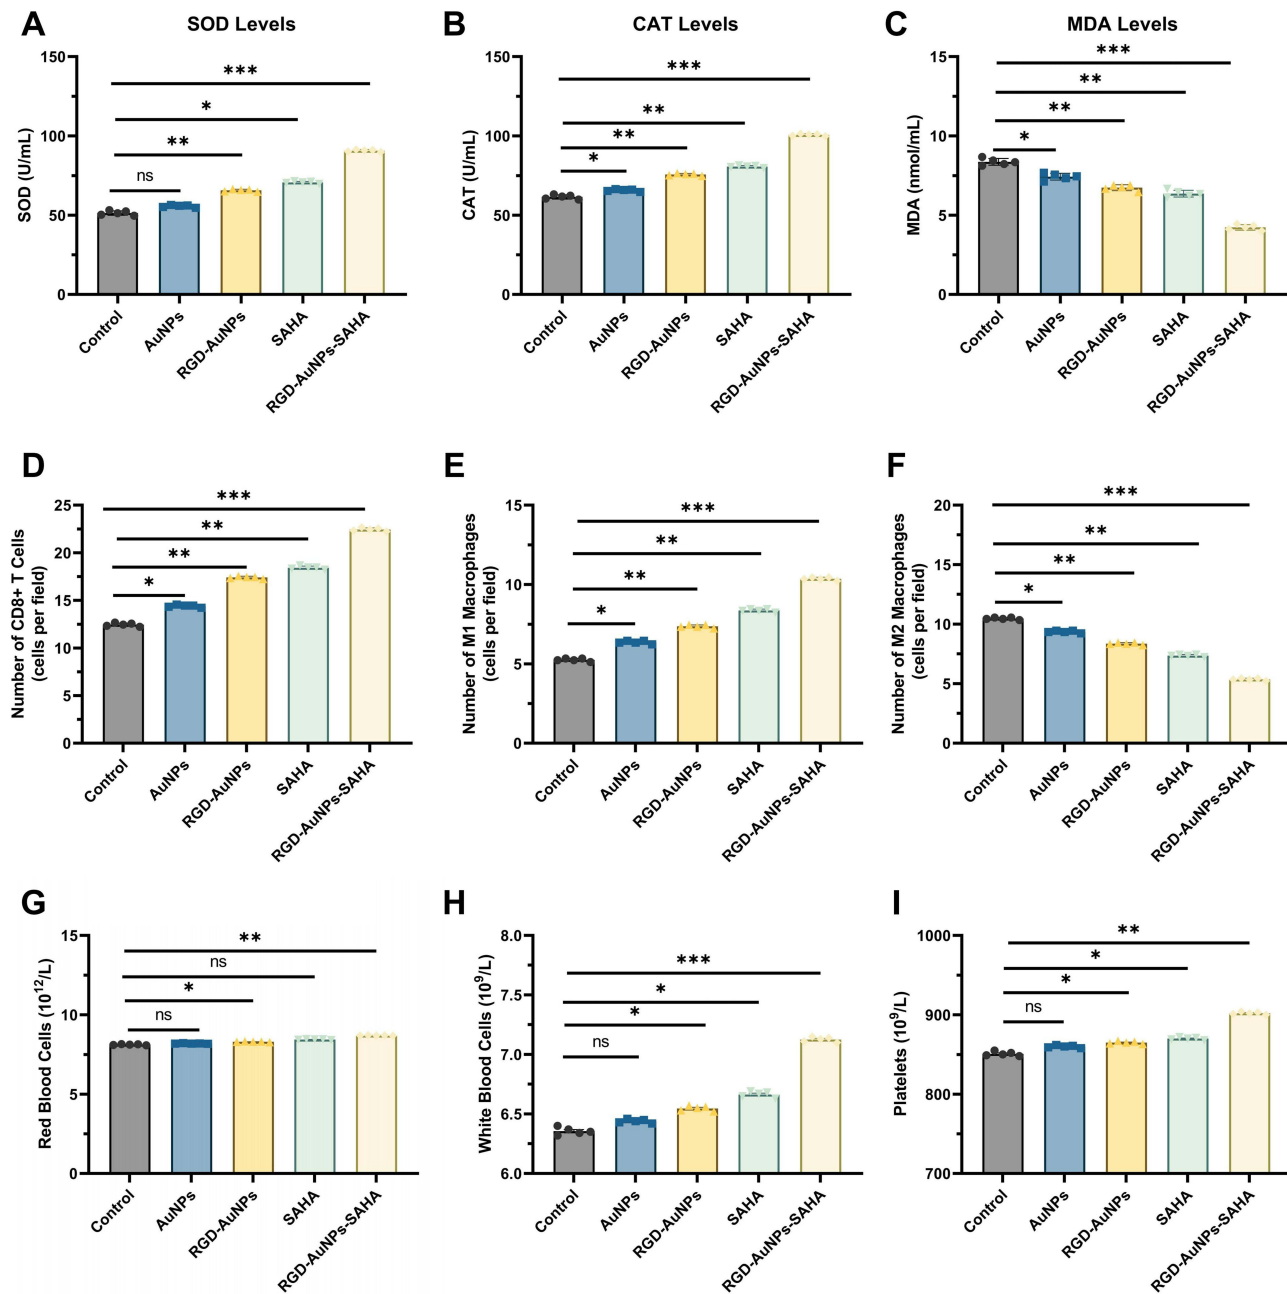 A
SOD Levels
SOD (U/mL)
150
100
50
0
***
*
**
ns
Control
AuNPs
RGD-AuNPs
SAHA
RGD-AuNPs-SAHA
B
CAT Levels
CAT (U/mL)
150
100
50
0
***
**
**
*
Control
AuNPs
RGD-AuNPs
SAHA
RGD-AuNPs-SAHA
C
MDA Levels
MDA (nmol/mL)
15
10
5
0
***
**
**
*
Control
AuNPs
RGD-AuNPs
SAHA
RGD-AuNPs-SAHA
D
Number of CD8+ T Cells
(cells per field)
25
20
15
10
5
0
***
**
**
*
Control
AuNPs
RGD-AuNPs
SAHA
RGD-AuNPs-SAHA
E
Number of M1 Macrophages
(cells per field)
15
10
5
0
***
**
**
*
Control
AuNPs
RGD-AuNPs
SAHA
RGD-AuNPs-SAHA
F
Number of M2 Macrophages
(cells per field)
20
15
10
5
0
***
**
**
*
Control
AuNPs
RGD-AuNPs
SAHA
RGD-AuNPs-SAHA
G
Red Blood Cells (10¹²/L)
15
10
5
0
**
ns
*
ns
Control
AuNPs
RGD-AuNPs
SAHA
RGD-AuNPs-SAHA
H
White Blood Cells (10⁹/L)
8.0
7.5
7.0
6.5
6.0
***
*
*
ns
Control
AuNPs
RGD-AuNPs
SAHA
RGD-AuNPs-SAHA
I
Platelets (10⁹/L)
1000
900
800
700
**
*
*
ns
Control
AuNPs
RGD-AuNPs
SAHA
RGD-AuNPs-SAHA